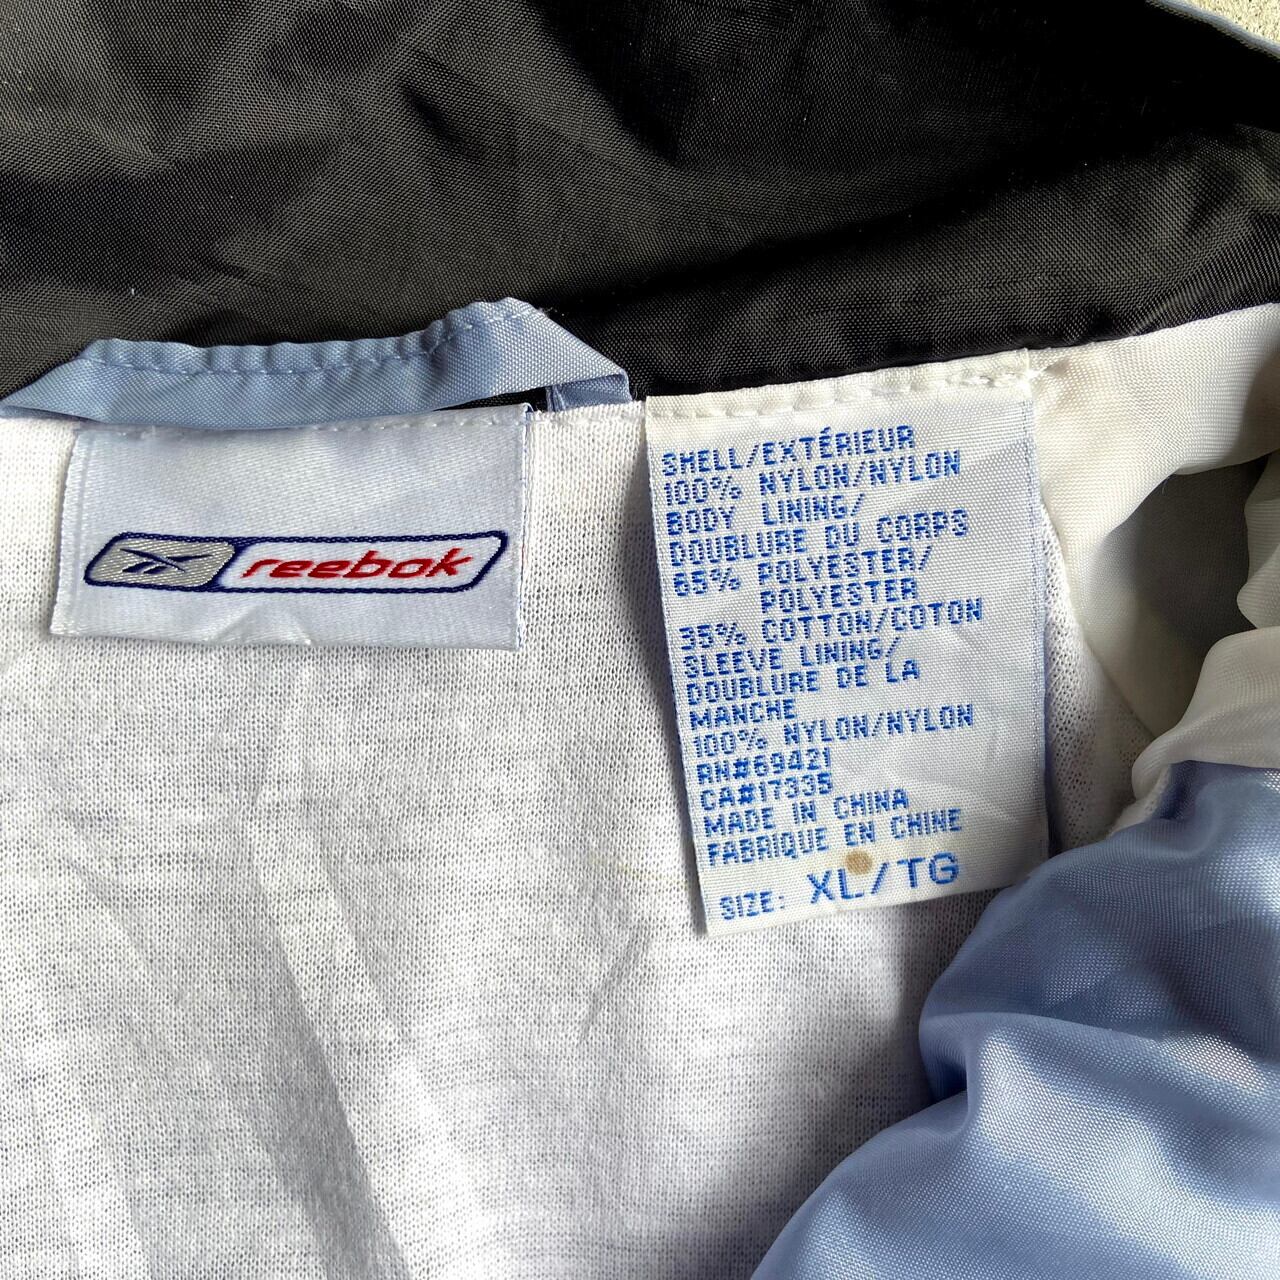 reebok
SHELL/EXTÉRIEUR
100% NYLON/NYLON
BODY LINING/
DOUBLURE DU CORPS
65% POLYESTER/
POLYESTER
35% COTTON/COTON
SLEEVE LINING/
DOUBLURE DE LA
MANCHE
100% NYLON/NYLON
RN#69421
CA#17335
MADE IN CHINA
FABRIQUE EN CHINE
SIZE: XL/TG